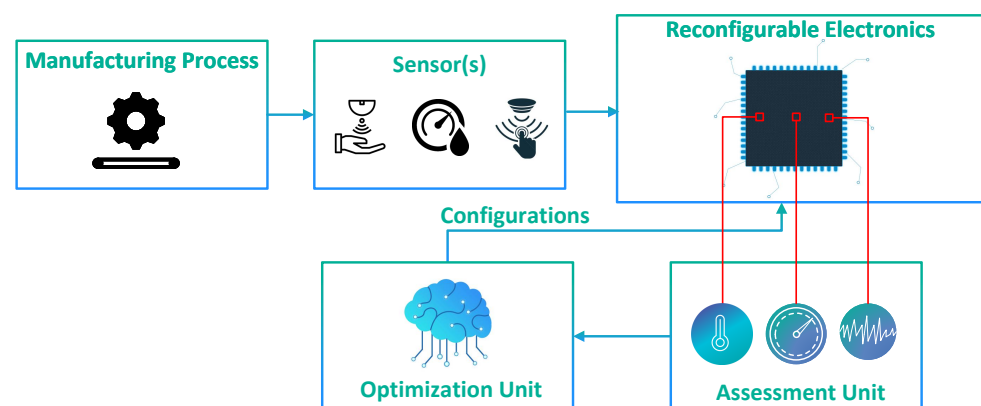 Manufacturing Process
Sensor(s)
Reconfigurable Electronics
Configurations
Optimization Unit
Assessment Unit